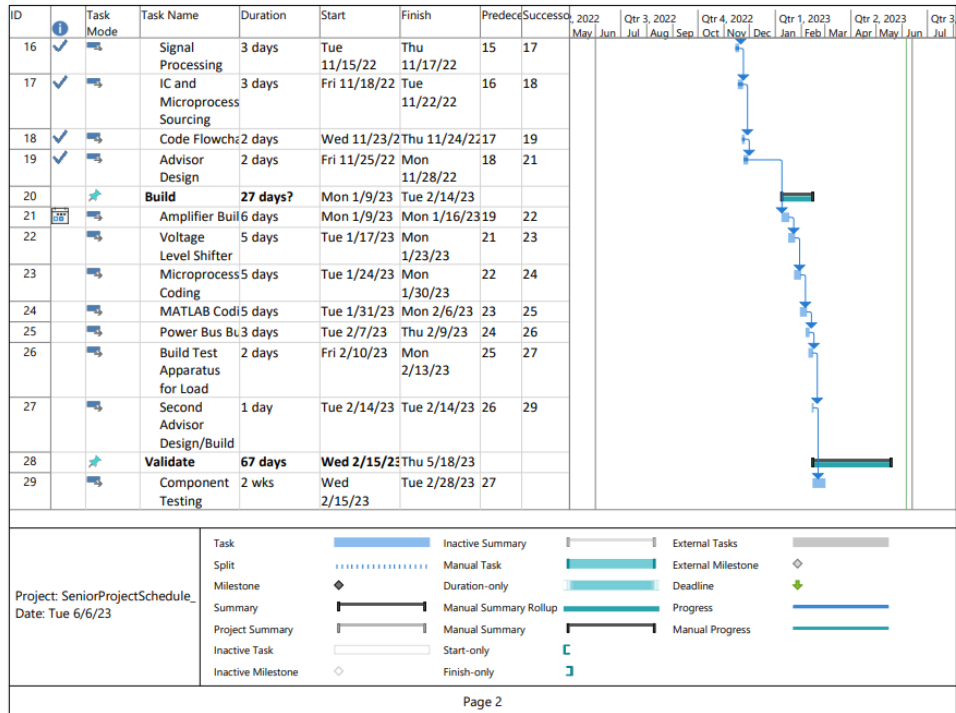 ID Task Mode Task Name Duration Start Finish Predece Successo , 2022 Qtr 3, 2022 Qtr 4, 2022 Qtr 1, 2023 Qtr 2, 2023 Qtr 3
May Jun Jul Aug Sep Oct Nov Dec Jan Feb Mar Apr May Jun Jul
16 Signal Processing 3 days Tue 11/15/22 Thu 11/17/22 15 17
17 IC and Microprocess Sourcing 3 days Fri 11/18/22 Tue 11/22/22 16 18
18 Code Flowcha 2 days Wed 11/23/2 Thu 11/24/22 17 19
19 Advisor Design 2 days Fri 11/25/22 Mon 11/28/22 18 21
20 Build 27 days? Mon 1/9/23 Tue 2/14/23
21 Amplifier Buil 6 days Mon 1/9/23 Mon 1/16/23 19 22
22 Voltage Level Shifter 5 days Tue 1/17/23 Mon 1/23/23 21 23
23 Microprocess Coding 5 days Tue 1/24/23 Mon 1/30/23 22 24
24 MATLAB Codi 5 days Tue 1/31/23 Mon 2/6/23 23 25
25 Power Bus Bu 3 days Tue 2/7/23 Thu 2/9/23 24 26
26 Build Test Apparatus for Load 2 days Fri 2/10/23 Mon 2/13/23 25 27
27 Second Advisor Design/Build 1 day Tue 2/14/23 Tue 2/14/23 26 29
28 Validate 67 days Wed 2/15/23 Thu 5/18/23
29 Component Testing 2 wks Wed 2/15/23 Tue 2/28/23 27
Project: SeniorProjectSchedule_
Date: Tue 6/6/23
Task
Split
Milestone
Summary
Project Summary
Inactive Task
Inactive Milestone
Inactive Summary
Manual Task
Duration-only
Manual Summary Rollup
Manual Summary
Start-only
Finish-only
External Tasks
External Milestone
Deadline
Progress
Manual Progress
Page 2